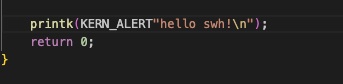 printk(KERN_ALERT"hello swh!\n");
return 0;
}